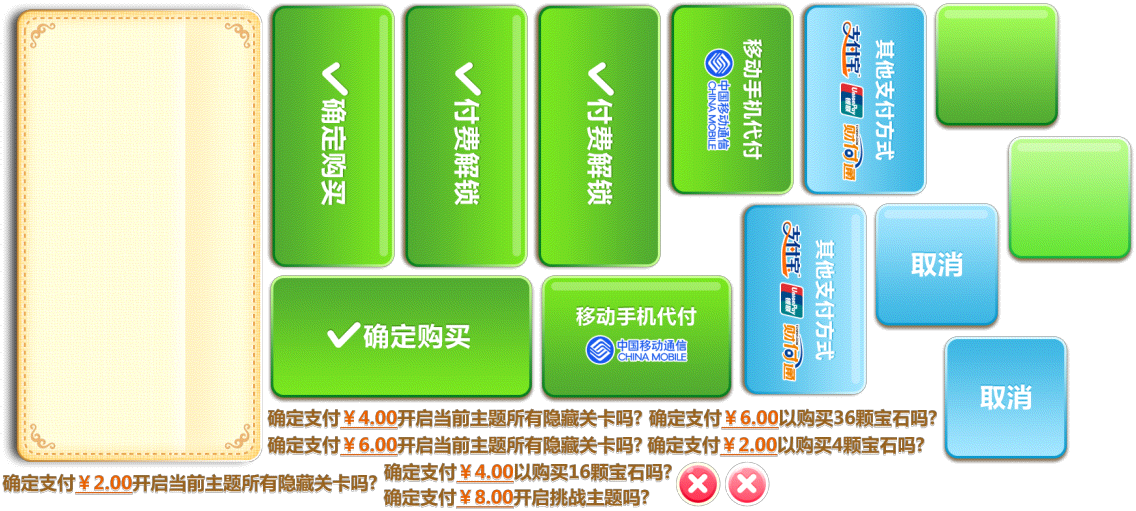 确定购买
付费解锁
付费解锁
移动手机代付
中国移动通信
CHINA MOBILE
其他支付方式
支付宝
UnionPay
银联
财付通
其他支付方式
支付宝
UnionPay
银联
财付通
取消
确定购买
移动手机代付
中国移动通信
CHINA MOBILE
取消
确定支付￥4.00开启当前主题所有隐藏关卡吗?
确定支付￥6.00以购买36颗宝石吗?
确定支付￥6.00开启当前主题所有隐藏关卡吗?
确定支付￥2.00以购买4颗宝石吗?
确定支付￥2.00开启当前主题所有隐藏关卡吗?
确定支付￥4.00以购买16颗宝石吗?
确定支付￥8.00开启挑战主题吗?